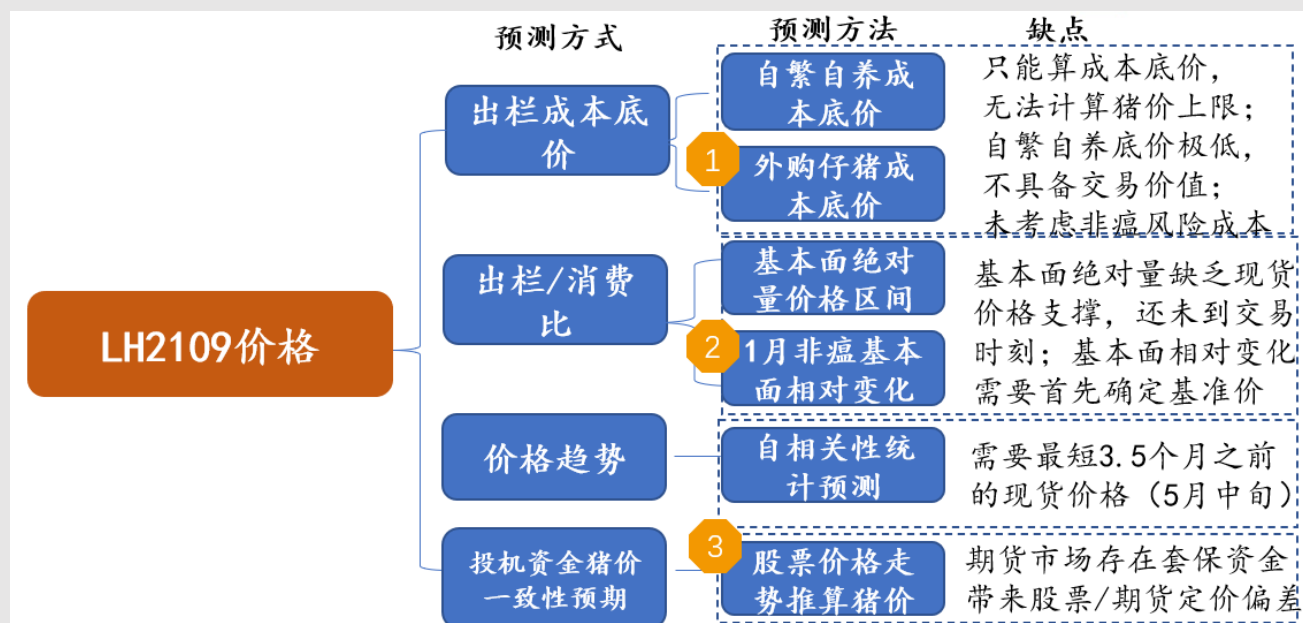 预测方式
预测方法
缺点
LH2109价格
出栏成本底
价
自繁自养成
本底价
1
外购仔猪成
本底价
只能算成本底价，
无法计算猪价上限；
自繁自养底价极低，
不具备交易价值；
未考虑非瘟风险成本
出栏/消费
比
基本面绝对
量价格区间
2
1月非瘟基本
面相对变化
基本面绝对量缺乏现货
价格支撑，还未到交易
时刻；基本面相对变化
需要首先确定基准价
价格趋势
自相关性统
计预测
需要最短3.5个月之前
的现货价格（5月中旬）
投机资金猪价
一致性预期
3
股票价格走
势推算猪价
期货市场存在套保资金
带来股票/期货定价偏差